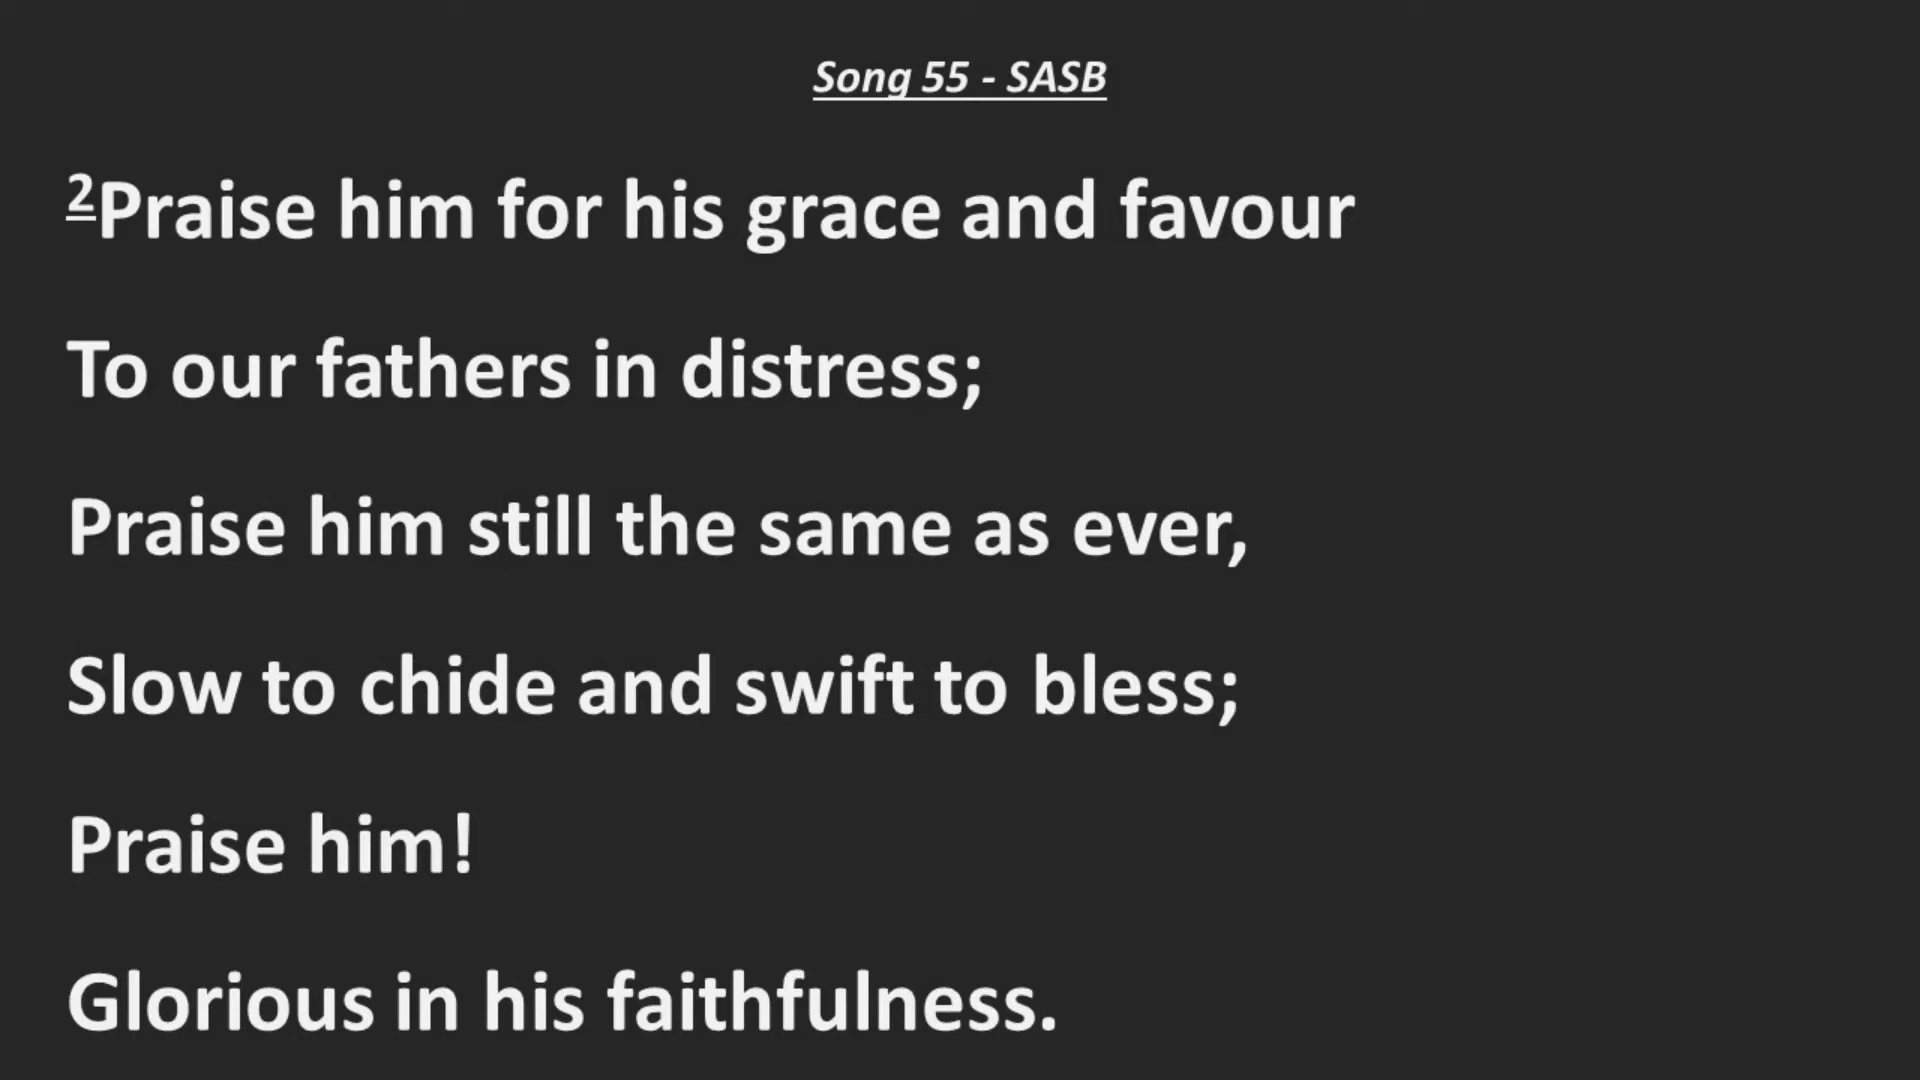 Song 55 - SASB
2Praise him for his grace and favour
To our fathers in distress;
Praise him still the same as ever,
Slow to chide and swift to bless;
Praise him!
Glorious in his faithfulness.